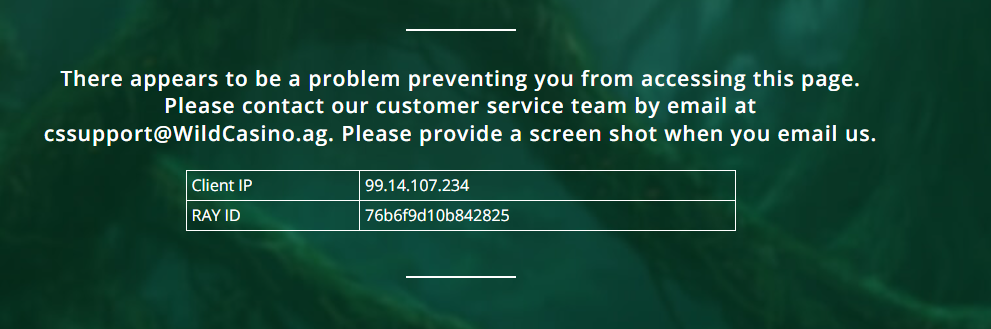 There appears to be a problem preventing you from accessing this page.
Please contact our customer service team by email at
cssupport@WildCasino.ag. Please provide a screen shot when you email us.
Client IP 99.14.107.234
RAY ID 76b6f9d10b842825